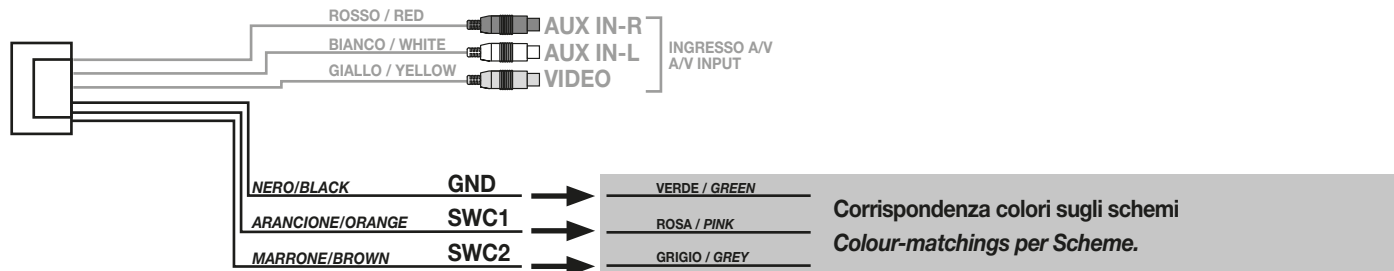 ROSSO / RED AUX IN-R
BIANCO / WHITE AUX IN-L
GIALLO / YELLOW VIDEO
INGRESSO A/V
A/V INPUT
NERO/BLACK GND VERDE / GREEN
ARANCIONE/ORANGE SWC1 ROSA / PINK
MARRONE/BROWN SWC2 GRIGIO / GREY
Corrispondenza colori sugli schemi
Colour-matchings per Scheme.